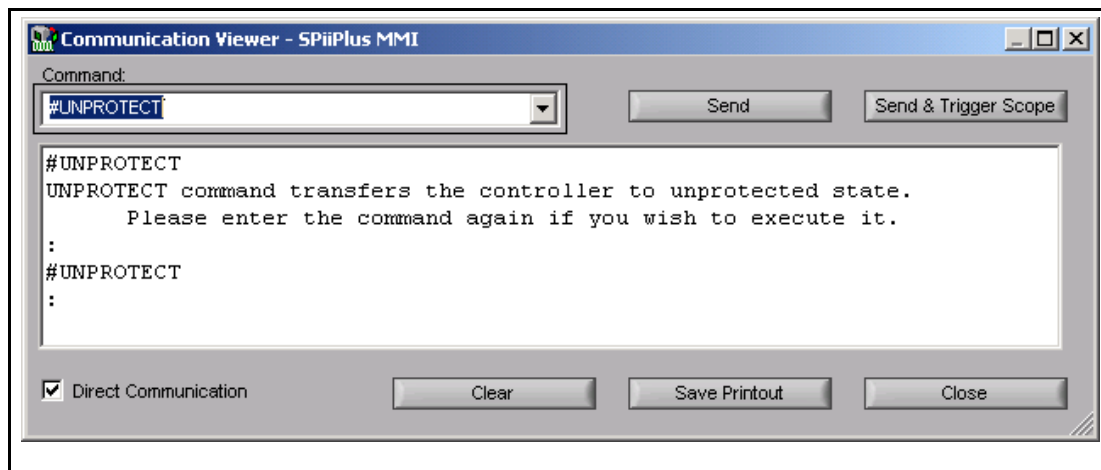 Communication Viewer - SPiiPlus MMI
Command:
#UNPROTECT
Send
Send & Trigger Scope
#UNPROTECT
UNPROTECT command transfers the controller to unprotected state.
Please enter the command again if you wish to execute it.
:
#UNPROTECT
:
Direct Communication
Clear
Save Printout
Close